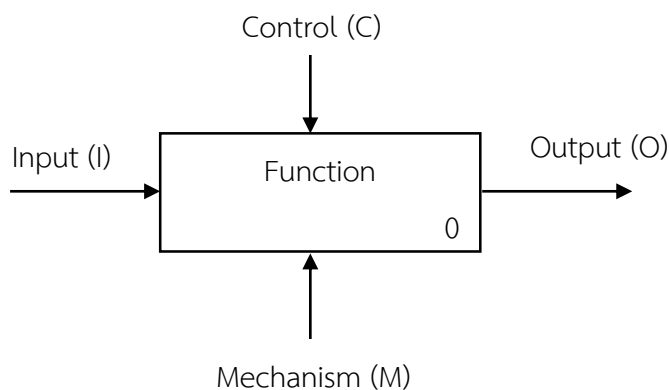 Control (C)
Input (I)
Function
Output (O)
0
Mechanism (M)